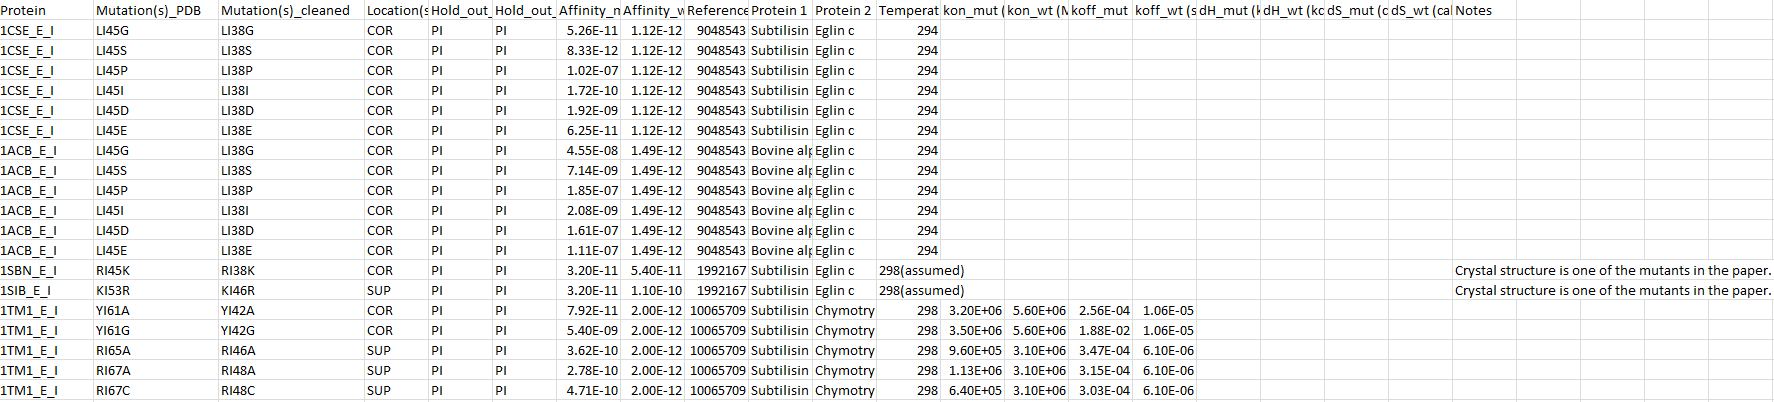 Protein Mutation(s)_PDB Mutation(s)_cleaned Location(s Hold_out_ Hold_out_ Affinity_n Affinity_w Reference Protein 1 Protein 2 Temperat kon_mut ( kon_wt (M koff_mut koff_wt (s dH_mut (k dH_wt (kc dS_mut (c dS_wt (cal Notes
1CSE_E_I LI45G LI38G COR PI PI 5.26E-11 1.12E-12 9048543 Subtilisin Eglin c 294
1CSE_E_I LI45S LI38S COR PI PI 8.33E-12 1.12E-12 9048543 Subtilisin Eglin c 294
1CSE_E_I LI45P LI38P COR PI PI 1.02E-07 1.12E-12 9048543 Subtilisin Eglin c 294
1CSE_E_I LI45I LI38I COR PI PI 1.72E-10 1.12E-12 9048543 Subtilisin Eglin c 294
1CSE_E_I LI45D LI38D COR PI PI 1.92E-09 1.12E-12 9048543 Subtilisin Eglin c 294
1CSE_E_I LI45E LI38E COR PI PI 6.25E-11 1.12E-12 9048543 Subtilisin Eglin c 294
1ACB_E_I LI45G LI38G COR PI PI 4.55E-08 1.49E-12 9048543 Bovine alp Eglin c 294
1ACB_E_I LI45S LI38S COR PI PI 7.14E-09 1.49E-12 9048543 Bovine alp Eglin c 294
1ACB_E_I LI45P LI38P COR PI PI 1.85E-07 1.49E-12 9048543 Bovine alp Eglin c 294
1ACB_E_I LI45I LI38I COR PI PI 2.08E-09 1.49E-12 9048543 Bovine alp Eglin c 294
1ACB_E_I LI45D LI38D COR PI PI 1.61E-07 1.49E-12 9048543 Bovine alp Eglin c 294
1ACB_E_I LI45E LI38E COR PI PI 1.11E-07 1.49E-12 9048543 Bovine alp Eglin c 294
1SBN_E_I RI45K RI38K COR PI PI 3.20E-11 5.40E-11 1992167 Subtilisin Eglin c 298(assumed) Crystal structure is one of the mutants in the paper.
1SIB_E_I KI53R KI46R SUP PI PI 3.20E-11 1.10E-10 1992167 Subtilisin Eglin c 298(assumed) Crystal structure is one of the mutants in the paper.
1TM1_E_I YI61A YI42A COR PI PI 7.92E-11 2.00E-12 10065709 Subtilisin Chymotry 298 3.20E+06 5.60E+06 2.56E-04 1.06E-05
1TM1_E_I YI61G YI42G COR PI PI 5.40E-09 2.00E-12 10065709 Subtilisin Chymotry 298 3.50E+06 5.60E+06 1.88E-02 1.06E-05
1TM1_E_I RI65A RI46A SUP PI PI 3.62E-10 2.00E-12 10065709 Subtilisin Chymotry 298 9.60E+05 3.10E+06 3.47E-04 6.10E-06
1TM1_E_I RI67A RI48A SUP PI PI 2.78E-10 2.00E-12 10065709 Subtilisin Chymotry 298 1.13E+06 3.10E+06 3.15E-04 6.10E-06
1TM1_E_I RI67C RI48C SUP PI PI 4.71E-10 2.00E-12 10065709 Subtilisin Chymotry 298 6.40E+05 3.10E+06 3.03E-04 6.10E-06